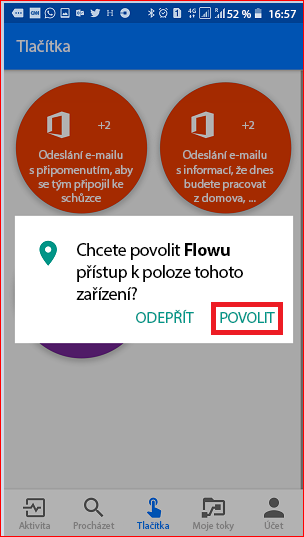 52 % 16:57
Tlačítka
+2
Odeslání e-mailu
s připomenutím, aby
se tým připojil ke
schůzce
+2
Odeslání e-mailu
s informací, že dnes
budete pracovat
z domova, ...
Chcete povolit Flowu
přístup k poloze tohoto
zařízení?
ODEPŘÍT POVOLIT
Aktivita Procházet Tlačítka Moje toky Účet